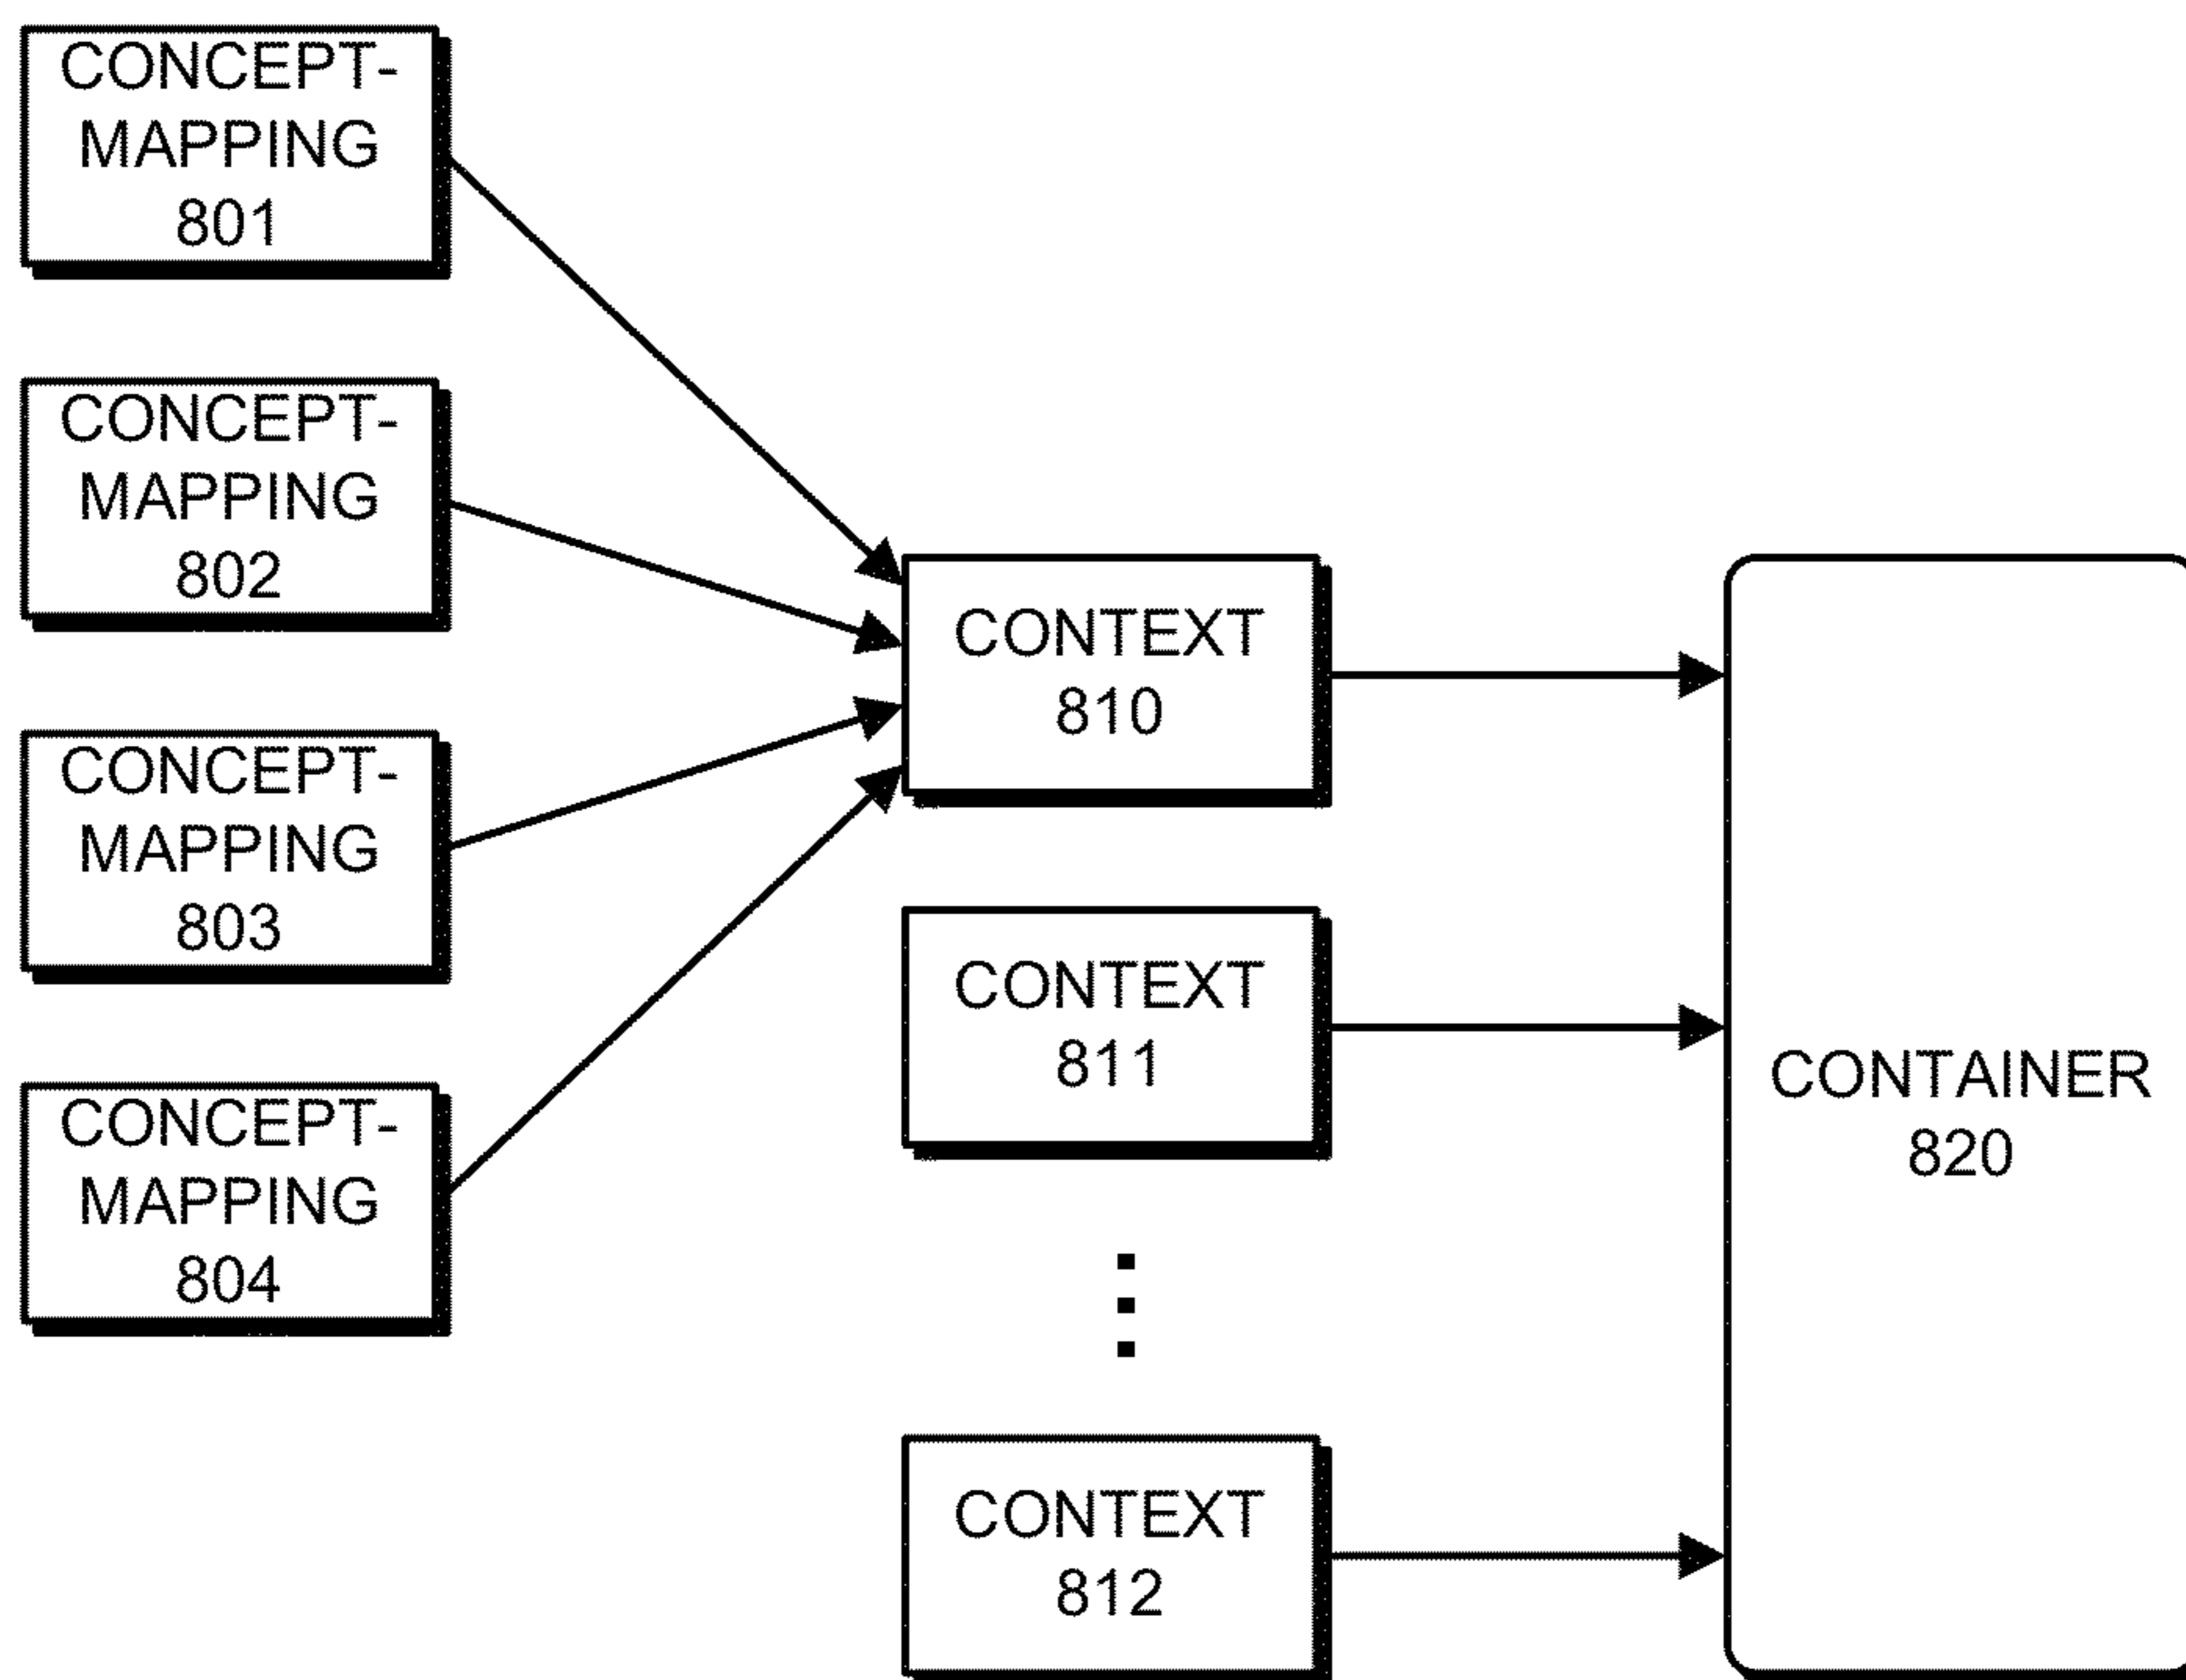 CONCEPT-
MAPPING
801
CONCEPT-
MAPPING
802
CONCEPT-
MAPPING
803
CONCEPT-
MAPPING
804
CONTEXT
810
CONTEXT
811
CONTEXT
812
CONTAINER
820